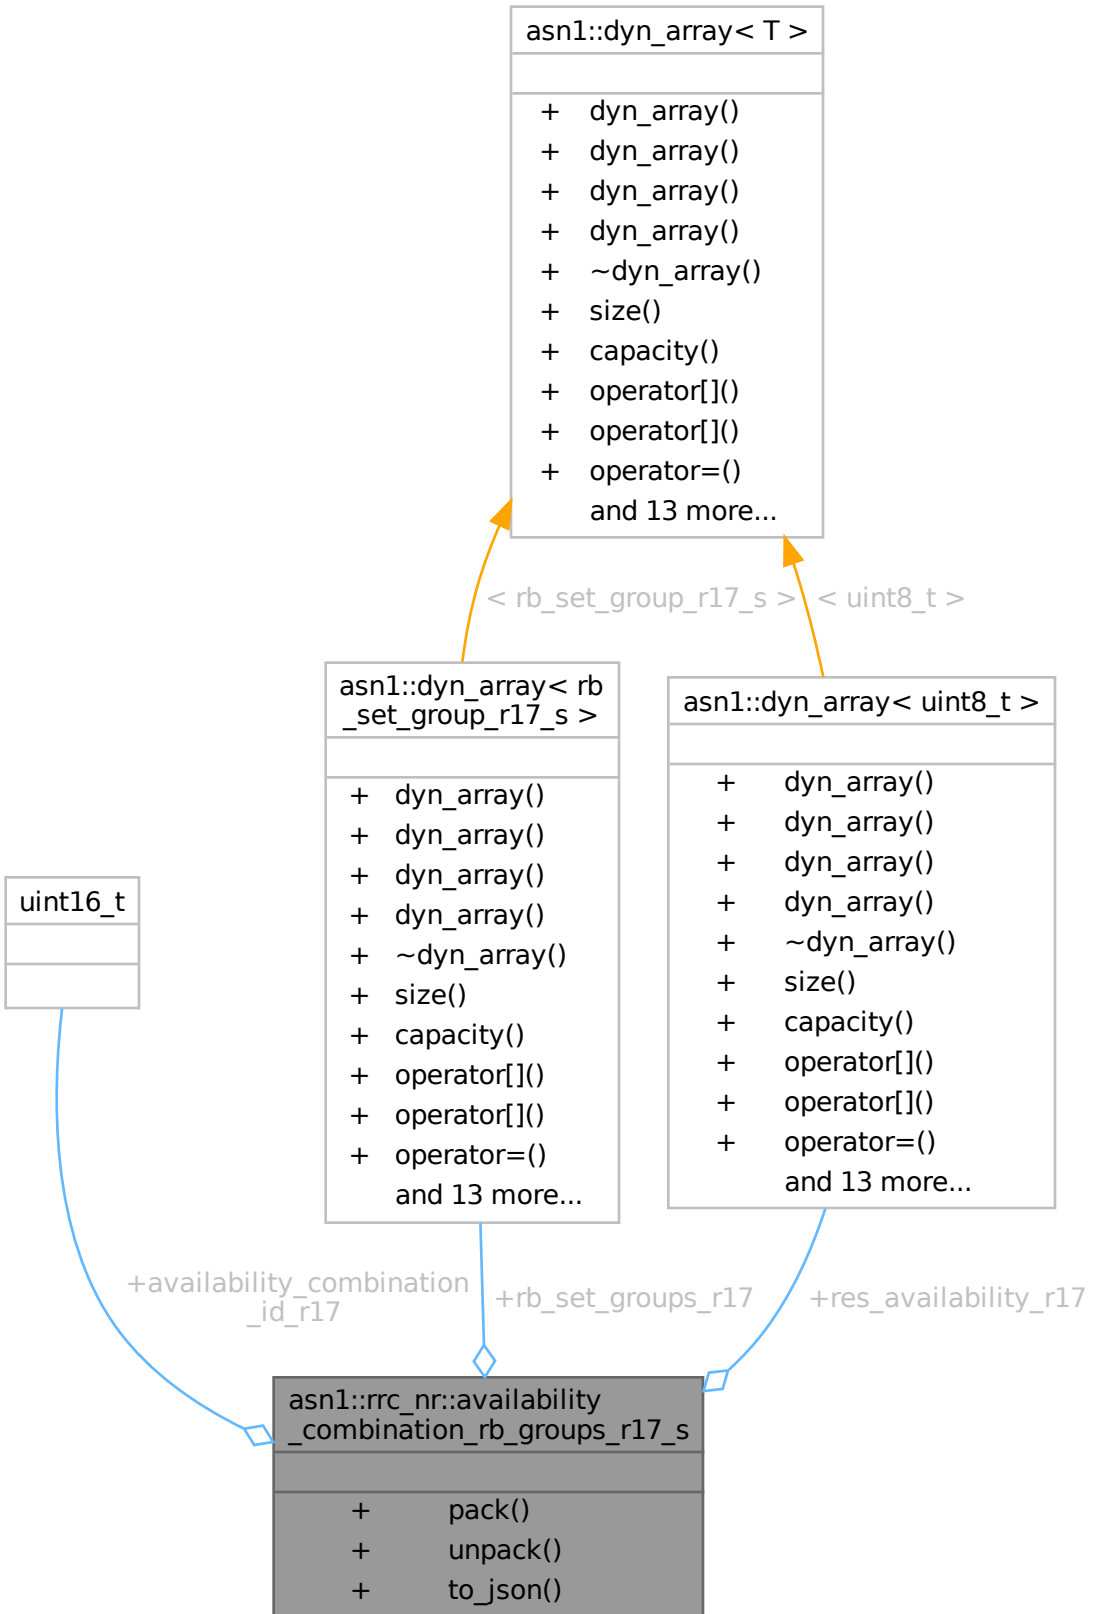 asn1::dyn_array< T >
+ dyn_array()
+ dyn_array()
+ dyn_array()
+ dyn_array()
+ ~dyn_array()
+ size()
+ capacity()
+ operator[]()
+ operator[]()
+ operator=()
and 13 more...
< rb_set_group_r17_s >
< uint8_t >
asn1::dyn_array< rb
_set_group_r17_s >
+ dyn_array()
+ dyn_array()
+ dyn_array()
+ dyn_array()
+ ~dyn_array()
+ size()
+ capacity()
+ operator[]()
+ operator[]()
+ operator=()
and 13 more...
asn1::dyn_array< uint8_t >
+ dyn_array()
+ dyn_array()
+ dyn_array()
+ dyn_array()
+ ~dyn_array()
+ size()
+ capacity()
+ operator[]()
+ operator[]()
+ operator=()
and 13 more...
uint16_t
+availability_combination
_id_r17
+rb_set_groups_r17
+res_availability_r17
asn1::rrc_nr::availability
_combination_rb_groups_r17_s
+ pack()
+ unpack()
+ to_json()